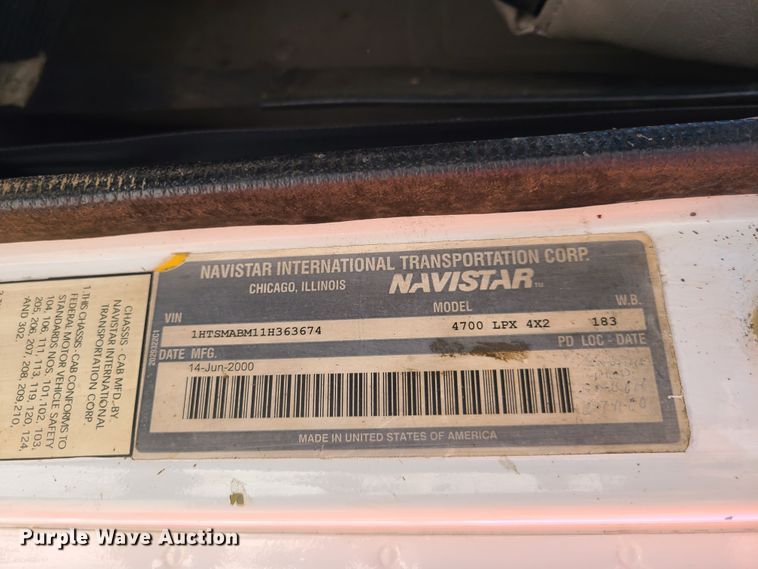 NAVISTAR INTERNATIONAL TRANSPORTATION CORP.
CHICAGO, ILLINOIS NAVISTAR™
VIN MODEL W.B.
1HTSMABM11H363674 4700 LPX 4X2 183
DATE MFG. PD LOC - DATE
14-Jun-2000
MADE IN UNITED STATES OF AMERICA
CHASSIS - CAB MFD. BY
NAVISTAR INTERNATIONAL
TRANSPORTATION CORP.
1.THIS CHASSIS - CAB CONFORMS TO
FEDERAL MOTOR VEHICLE SAFETY
STANDARDS NOS. 101, 102, 103,
104, 106, 111, 113, 119, 120, 124,
205, 206, 207, 208, 209, 210,
AND 302.
Purple Wave Auction